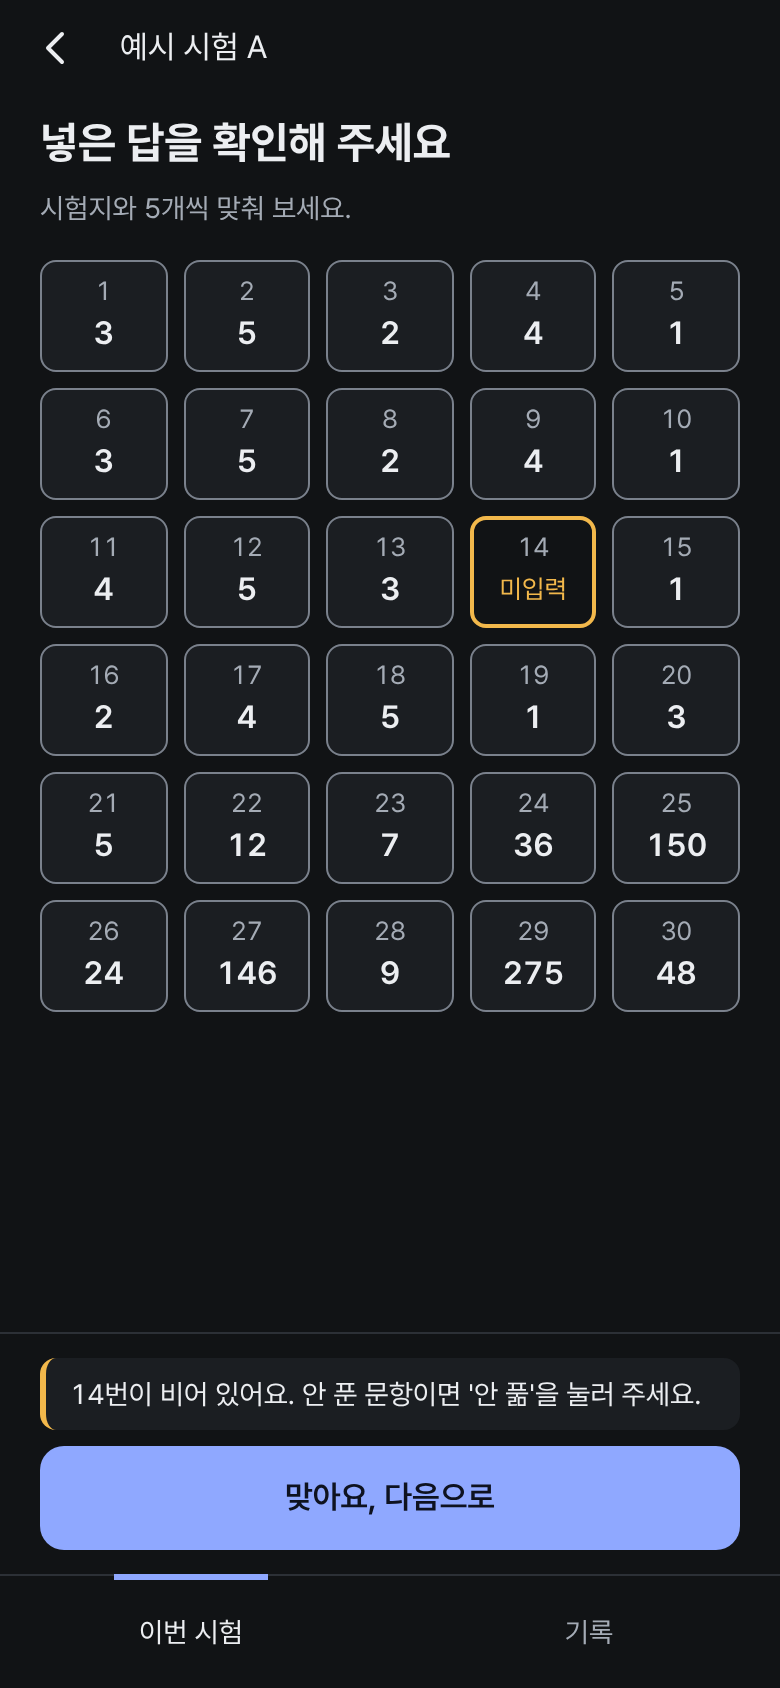 예시 시험 A
넣은 답을 확인해 주세요
시험지와 5개씩 맞춰 보세요.
1 2 3 4 5
3 5 2 4 1
6 7 8 9 10
3 5 2 4 1
11 12 13 14 15
4 5 3 미입력 1
16 17 18 19 20
2 4 5 1 3
21 22 23 24 25
5 12 7 36 150
26 27 28 29 30
24 146 9 275 48
14번이 비어 있어요. 안 푼 문항이면 '안 풂'을 눌러 주세요.
맞아요, 다음으로
이번 시험 기록